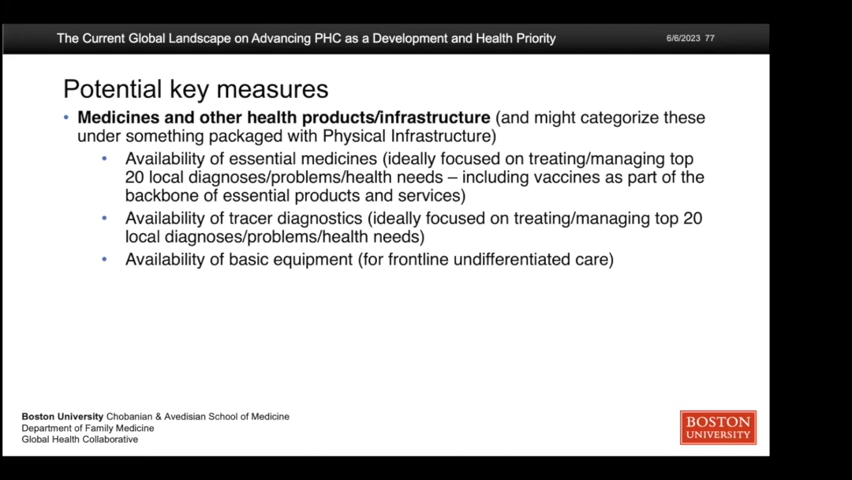 The Current Global Landscape on Advancing PHC as a Development and Health Priority
6/6/2023 77
Potential key measures
• Medicines and other health products/infrastructure (and might categorize these
under something packaged with Physical Infrastructure)
• Availability of essential medicines (ideally focused on treating/managing top
20 local diagnoses/problems/health needs – including vaccines as part of the
backbone of essential products and services)
• Availability of tracer diagnostics (ideally focused on treating/managing top 20
local diagnoses/problems/health needs)
• Availability of basic equipment (for frontline undifferentiated care)
Boston University Chobanian & Avedisian School of Medicine
Department of Family Medicine
Global Health Collaborative
BOSTON
UNIVERSITY